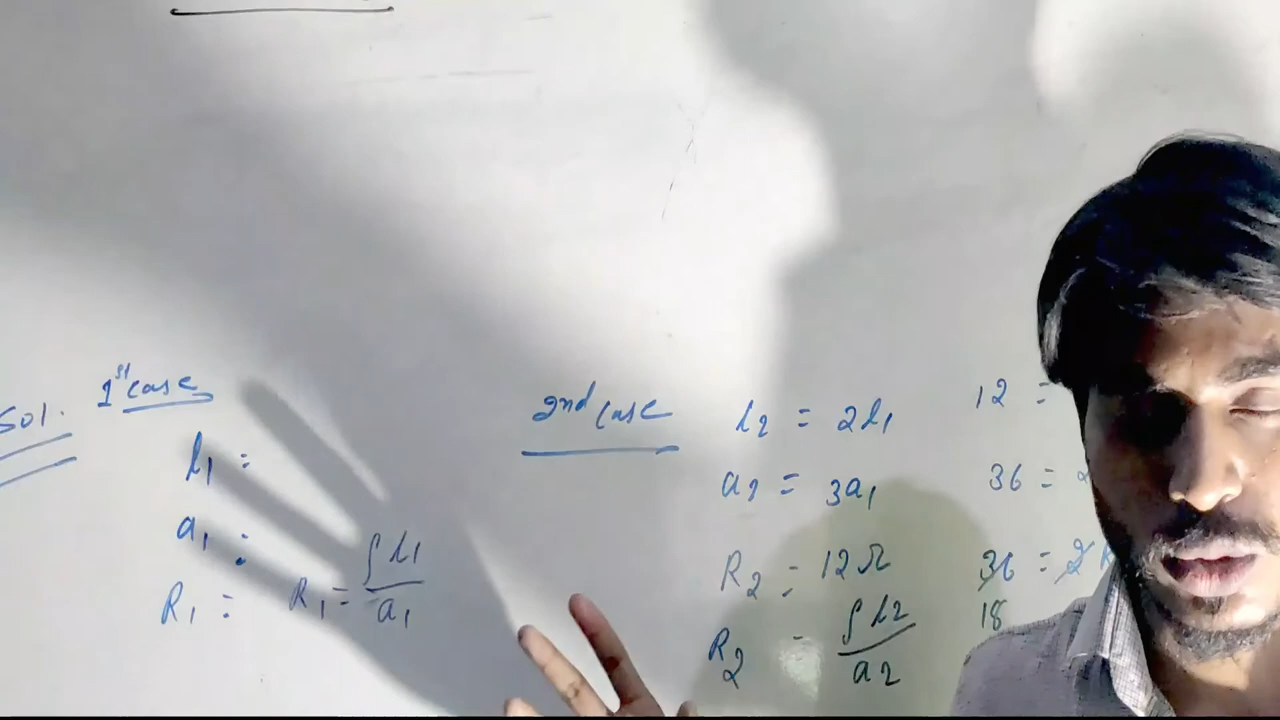 Sol. 1st case
l1 :
a1 :
R1 : R1 = ρl1/a1
2nd case l2 = 2l1
a2 = 3a1
R2 = 12Ω
R2 = ρl2/a2
12 =
36 =
36 = 2R
18